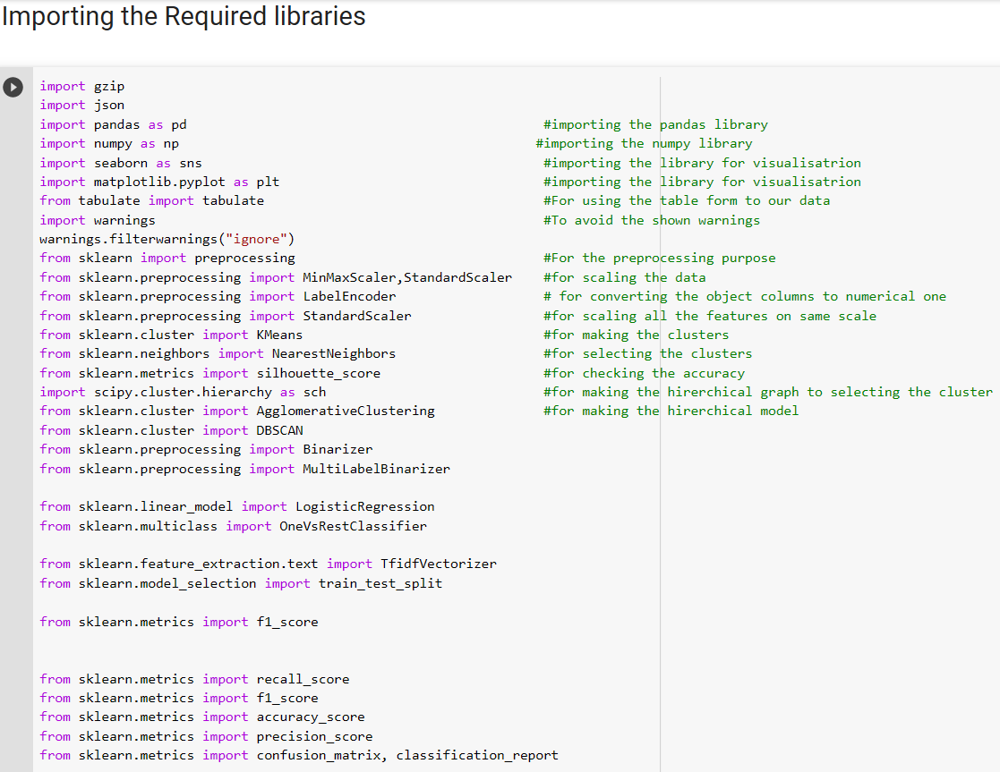 Importing the Required libraries
import gzip
import json
import pandas as pd #importing the pandas library
import numpy as np #importing the numpy library
import seaborn as sns #importing the library for visualisatrion
import matplotlib.pyplot as plt #importing the library for visualisatrion
from tabulate import tabulate #For using the table form to our data
import warnings #To avoid the shown warnings
warnings.filterwarnings("ignore")
from sklearn import preprocessing #For the preprocessing purpose
from sklearn.preprocessing import MinMaxScaler,StandardScaler #for scaling the data
from sklearn.preprocessing import LabelEncoder # for converting the object columns to numerical one
from sklearn.preprocessing import StandardScaler #for scaling all the features on same scale
from sklearn.cluster import KMeans #for making the clusters
from sklearn.neighbors import NearestNeighbors #for selecting the clusters
from sklearn.metrics import silhouette_score #for checking the accuracy
import scipy.cluster.hierarchy as sch #for making the hirerchical graph to selecting the cluster
from sklearn.cluster import AgglomerativeClustering #for making the hirerchical model
from sklearn.cluster import DBSCAN
from sklearn.preprocessing import Binarizer
from sklearn.preprocessing import MultiLabelBinarizer
from sklearn.linear_model import LogisticRegression
from sklearn.multiclass import OneVsRestClassifier
from sklearn.feature_extraction.text import TfidfVectorizer
from sklearn.model_selection import train_test_split
from sklearn.metrics import f1_score
from sklearn.metrics import recall_score
from sklearn.metrics import f1_score
from sklearn.metrics import accuracy_score
from sklearn.metrics import precision_score
from sklearn.metrics import confusion_matrix, classification_report